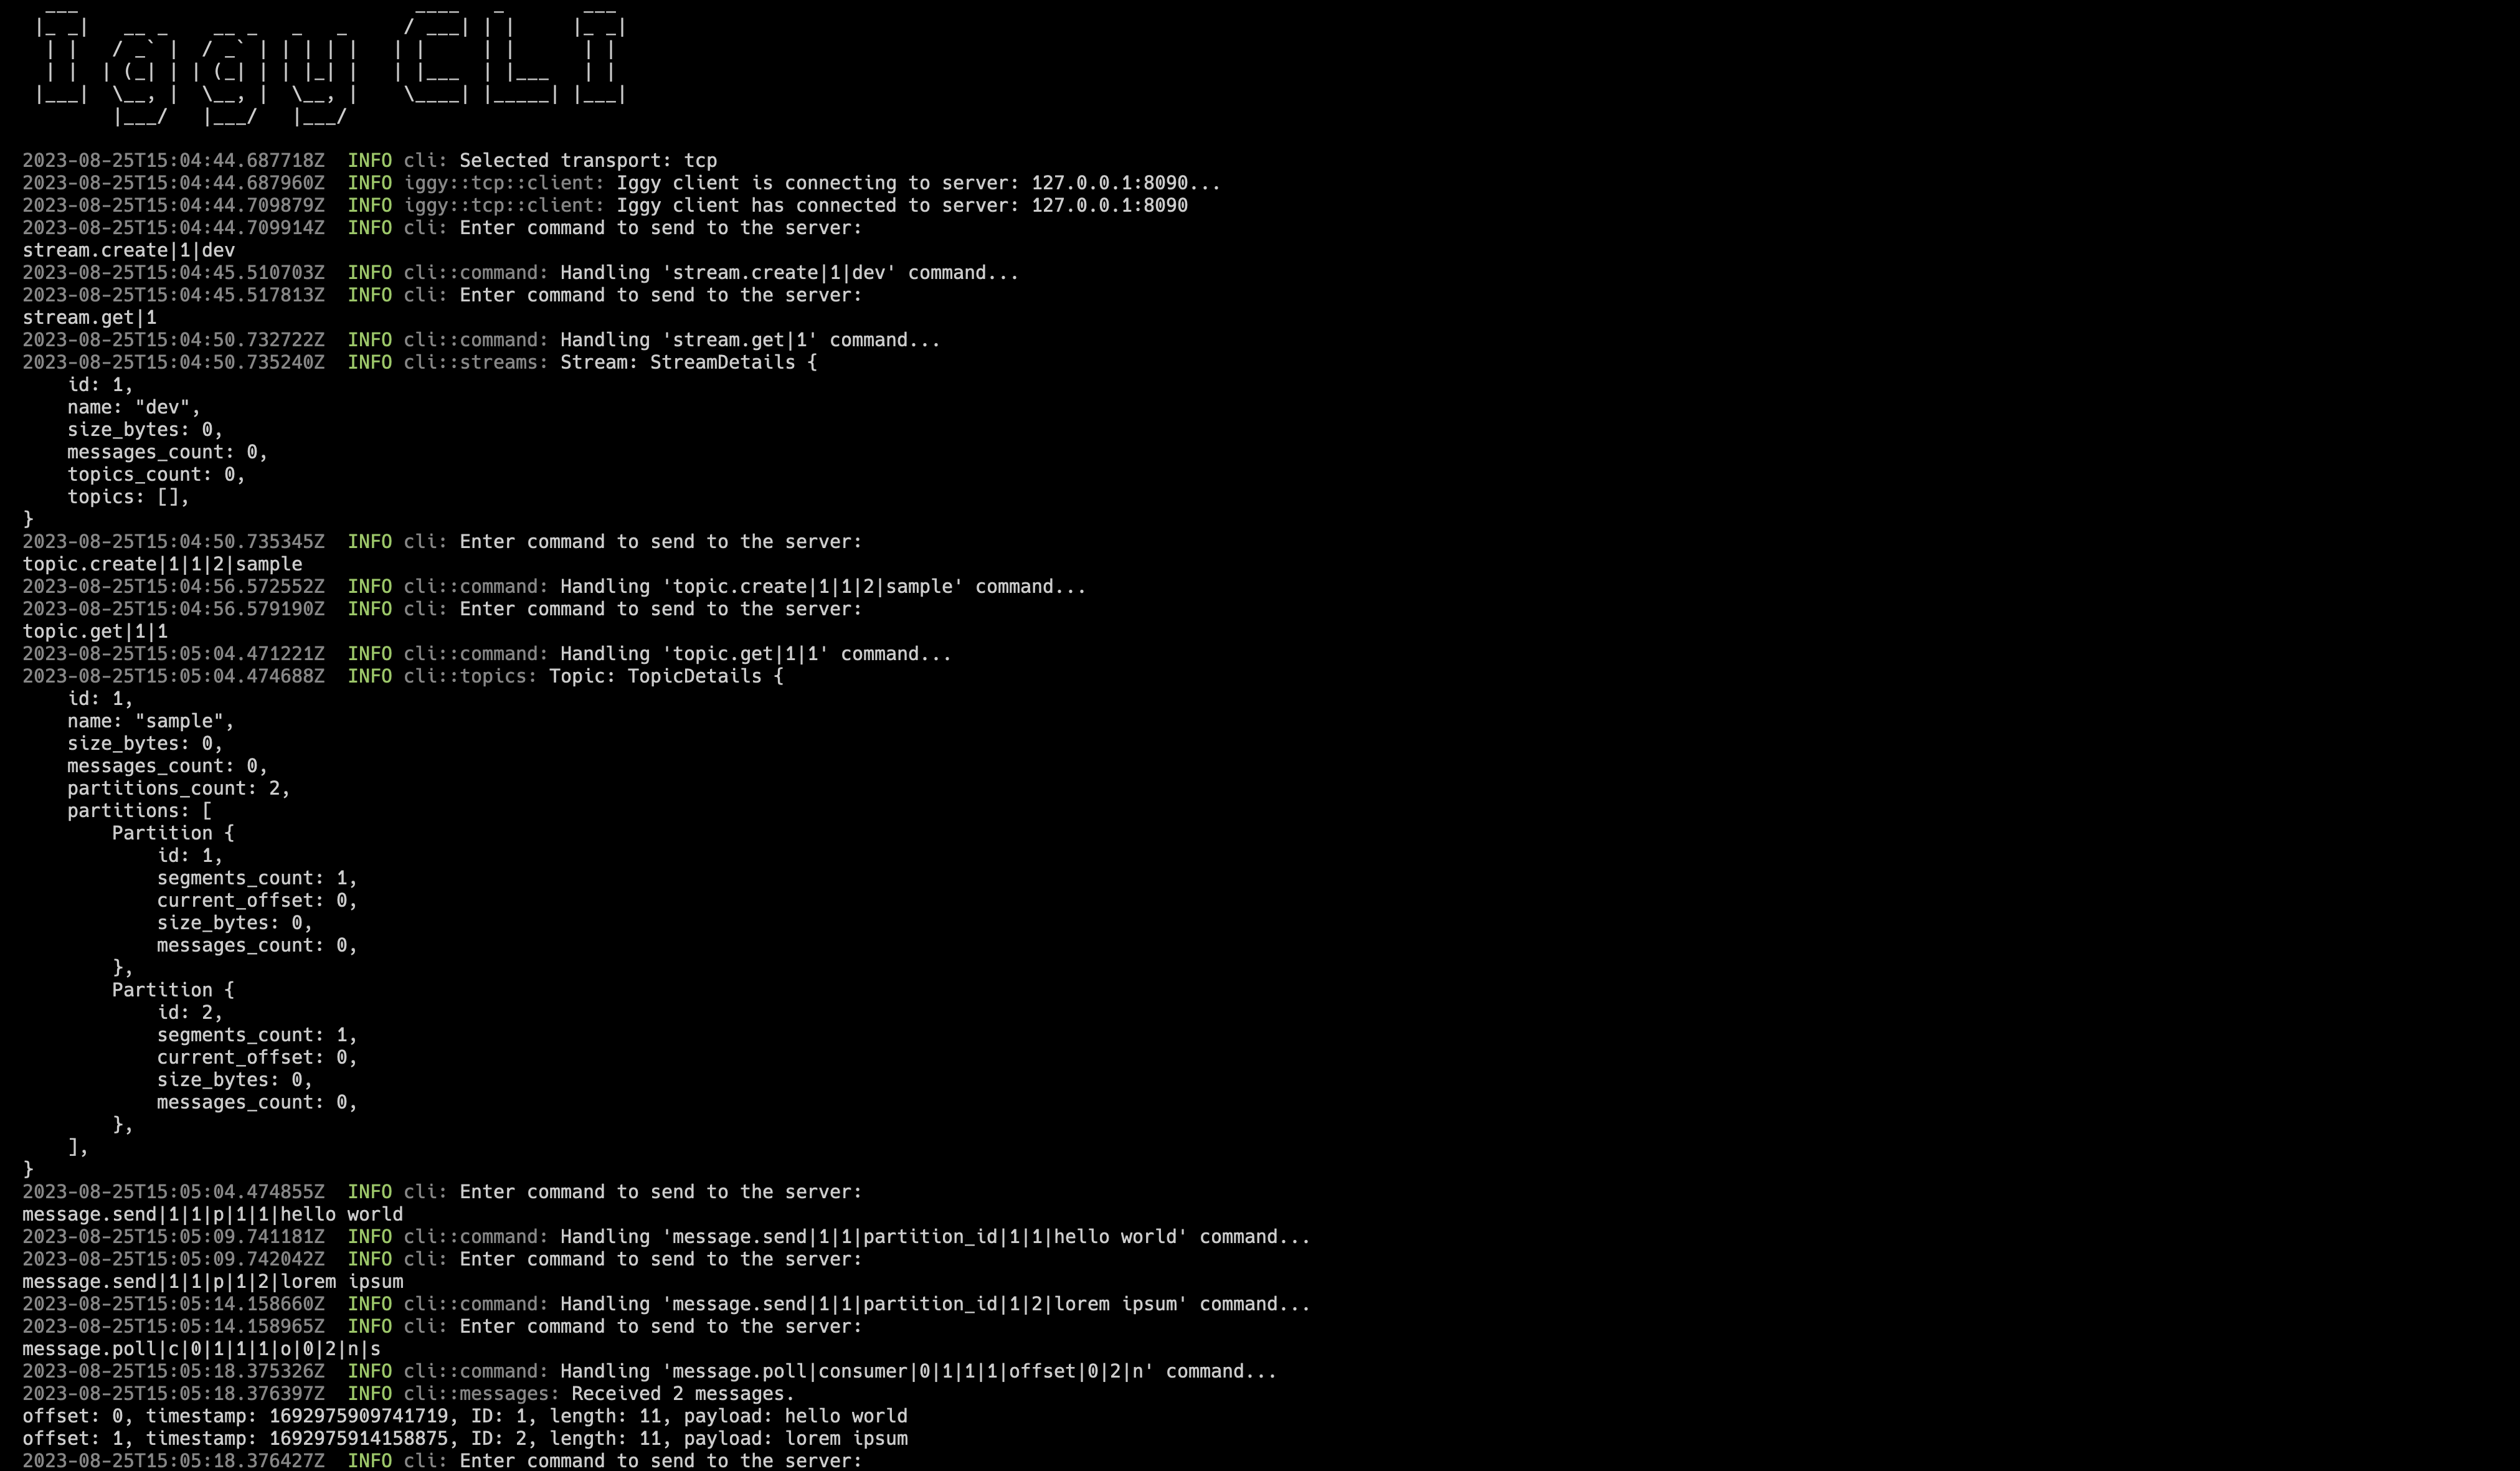 Iggy CLI
2023-08-25T15:04:44.687718Z  INFO cli: Selected transport: tcp
2023-08-25T15:04:44.687960Z  INFO iggy::tcp::client: Iggy client is connecting to server: 127.0.0.1:8090...
2023-08-25T15:04:44.709879Z  INFO iggy::tcp::client: Iggy client has connected to server: 127.0.0.1:8090
2023-08-25T15:04:44.709914Z  INFO cli: Enter command to send to the server:
stream.create|1|dev
2023-08-25T15:04:45.510703Z  INFO cli::command: Handling 'stream.create|1|dev' command...
2023-08-25T15:04:45.517813Z  INFO cli: Enter command to send to the server:
stream.get|1
2023-08-25T15:04:50.732722Z  INFO cli::command: Handling 'stream.get|1' command...
2023-08-25T15:04:50.735240Z  INFO cli::streams: Stream: StreamDetails {
    id: 1,
    name: "dev",
    size_bytes: 0,
    messages_count: 0,
    topics_count: 0,
    topics: [],
}
2023-08-25T15:04:50.735345Z  INFO cli: Enter command to send to the server:
topic.create|1|1|2|sample
2023-08-25T15:04:56.572552Z  INFO cli::command: Handling 'topic.create|1|1|2|sample' command...
2023-08-25T15:04:56.579190Z  INFO cli: Enter command to send to the server:
topic.get|1|1
2023-08-25T15:05:04.471221Z  INFO cli::command: Handling 'topic.get|1|1' command...
2023-08-25T15:05:04.474688Z  INFO cli::topics: Topic: TopicDetails {
    id: 1,
    name: "sample",
    size_bytes: 0,
    messages_count: 0,
    partitions_count: 2,
    partitions: [
        Partition {
            id: 1,
            segments_count: 1,
            current_offset: 0,
            size_bytes: 0,
            messages_count: 0,
        },
        Partition {
            id: 2,
            segments_count: 1,
            current_offset: 0,
            size_bytes: 0,
            messages_count: 0,
        },
    ],
}
2023-08-25T15:05:04.474855Z  INFO cli: Enter command to send to the server:
message.send|1|1|p|1|1|hello world
2023-08-25T15:05:09.741181Z  INFO cli::command: Handling 'message.send|1|1|partition_id|1|1|hello world' command...
2023-08-25T15:05:09.742042Z  INFO cli: Enter command to send to the server:
message.send|1|1|p|1|2|lorem ipsum
2023-08-25T15:05:14.158660Z  INFO cli::command: Handling 'message.send|1|1|partition_id|1|2|lorem ipsum' command...
2023-08-25T15:05:14.158965Z  INFO cli: Enter command to send to the server:
message.poll|c|0|1|1|1|o|0|2|n|s
2023-08-25T15:05:18.375326Z  INFO cli::command: Handling 'message.poll|consumer|0|1|1|1|offset|0|2|n' command...
2023-08-25T15:05:18.376397Z  INFO cli::messages: Received 2 messages.
offset: 0, timestamp: 1692975909741719, ID: 1, length: 11, payload: hello world
offset: 1, timestamp: 1692975914158875, ID: 2, length: 11, payload: lorem ipsum
2023-08-25T15:05:18.376427Z  INFO cli: Enter command to send to the server: